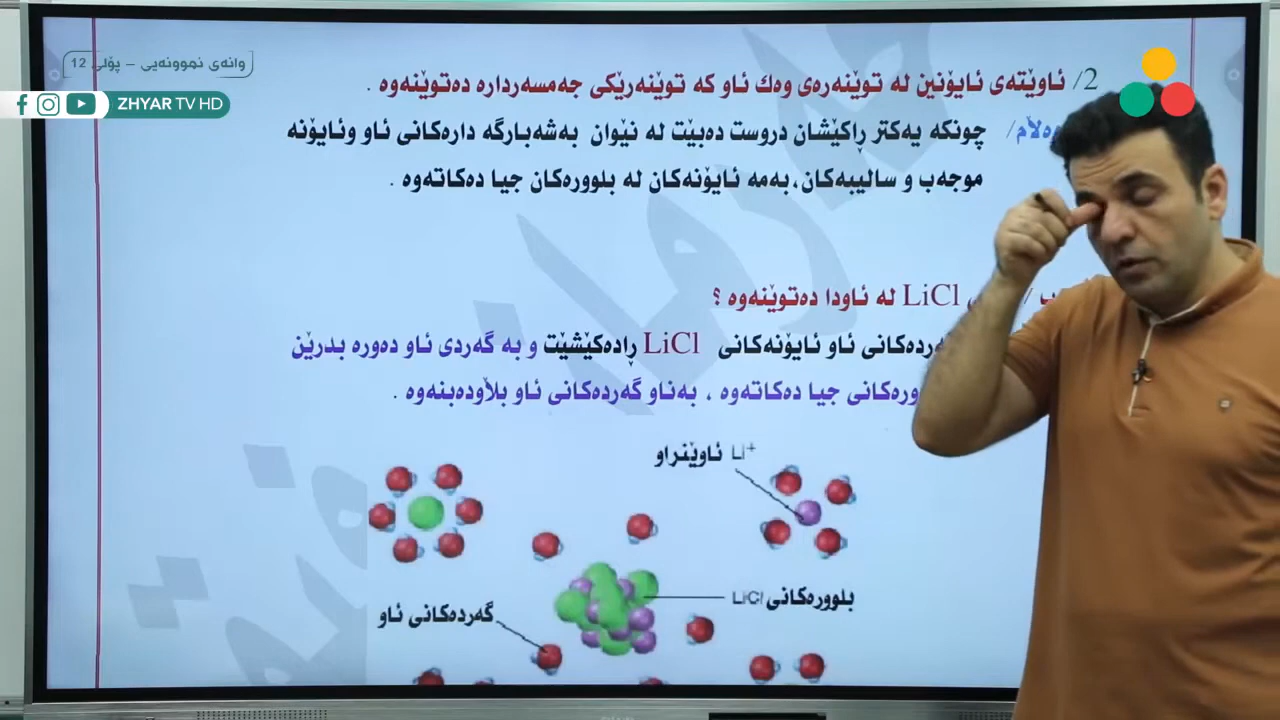 وانەی نموونەیی – پۆلی 12
ZHYAR TV HD
2/ ئاوێتەی ئایۆنین لە توێنەرەی وەك ئاو كە توێنەرێكی جەمسەردارە دەتوێنەوە .
چونكە یەكتر ڕاكێشان دروست دەبێت لە نێوان بەشەبارگە دارەكانی ئاو وئایۆنە
موجەب و سالیبەكان،بەمە ئایۆنەكان لە بلوورەكان جیا دەكاتەوە .
LiCl لە ئاودا دەتوێنەوە ؟
ئاو ئایۆنەكانی LiCl ڕادەكێشێت و بە گەردی ئاو دەورە بدرێن
جیا دەكاتەوە ، بەناو گەردەكانی ئاو بڵاودەبنەوە .
Li+ ئاوێنراو
بلوورەكانی LiCl
گەردەكانی ئاو